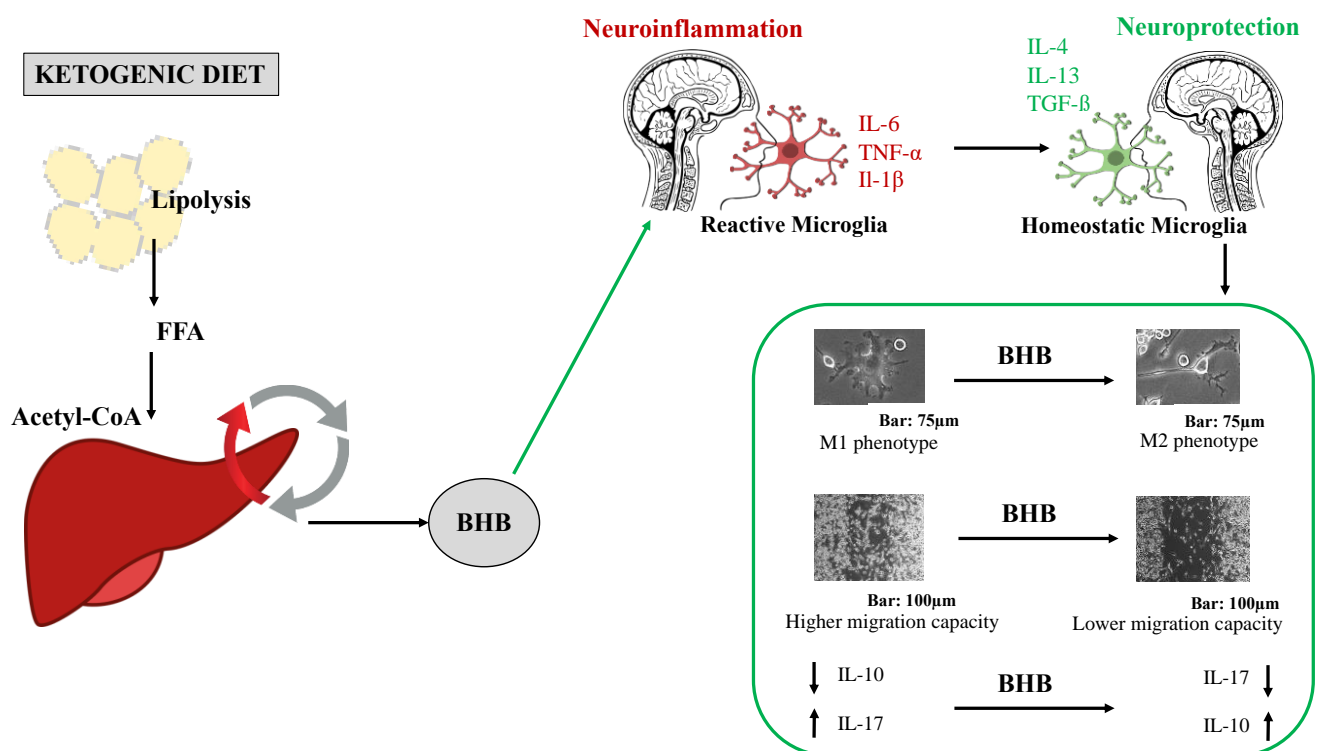 KETOGENIC DIET
Lipolysis
FFA
Acetyl-CoA
BHB
Neuroinflammation
IL-6
TNF-α
Il-1β
Reactive Microglia
Neuroprotection
IL-4
IL-13
TGF-ß
Homeostatic Microglia
BHB
Bar: 75µm
M1 phenotype
Bar: 75µm
M2 phenotype
BHB
Bar: 100µm
Higher migration capacity
Bar: 100µm
Lower migration capacity
IL-10
IL-17
BHB
IL-17
IL-10